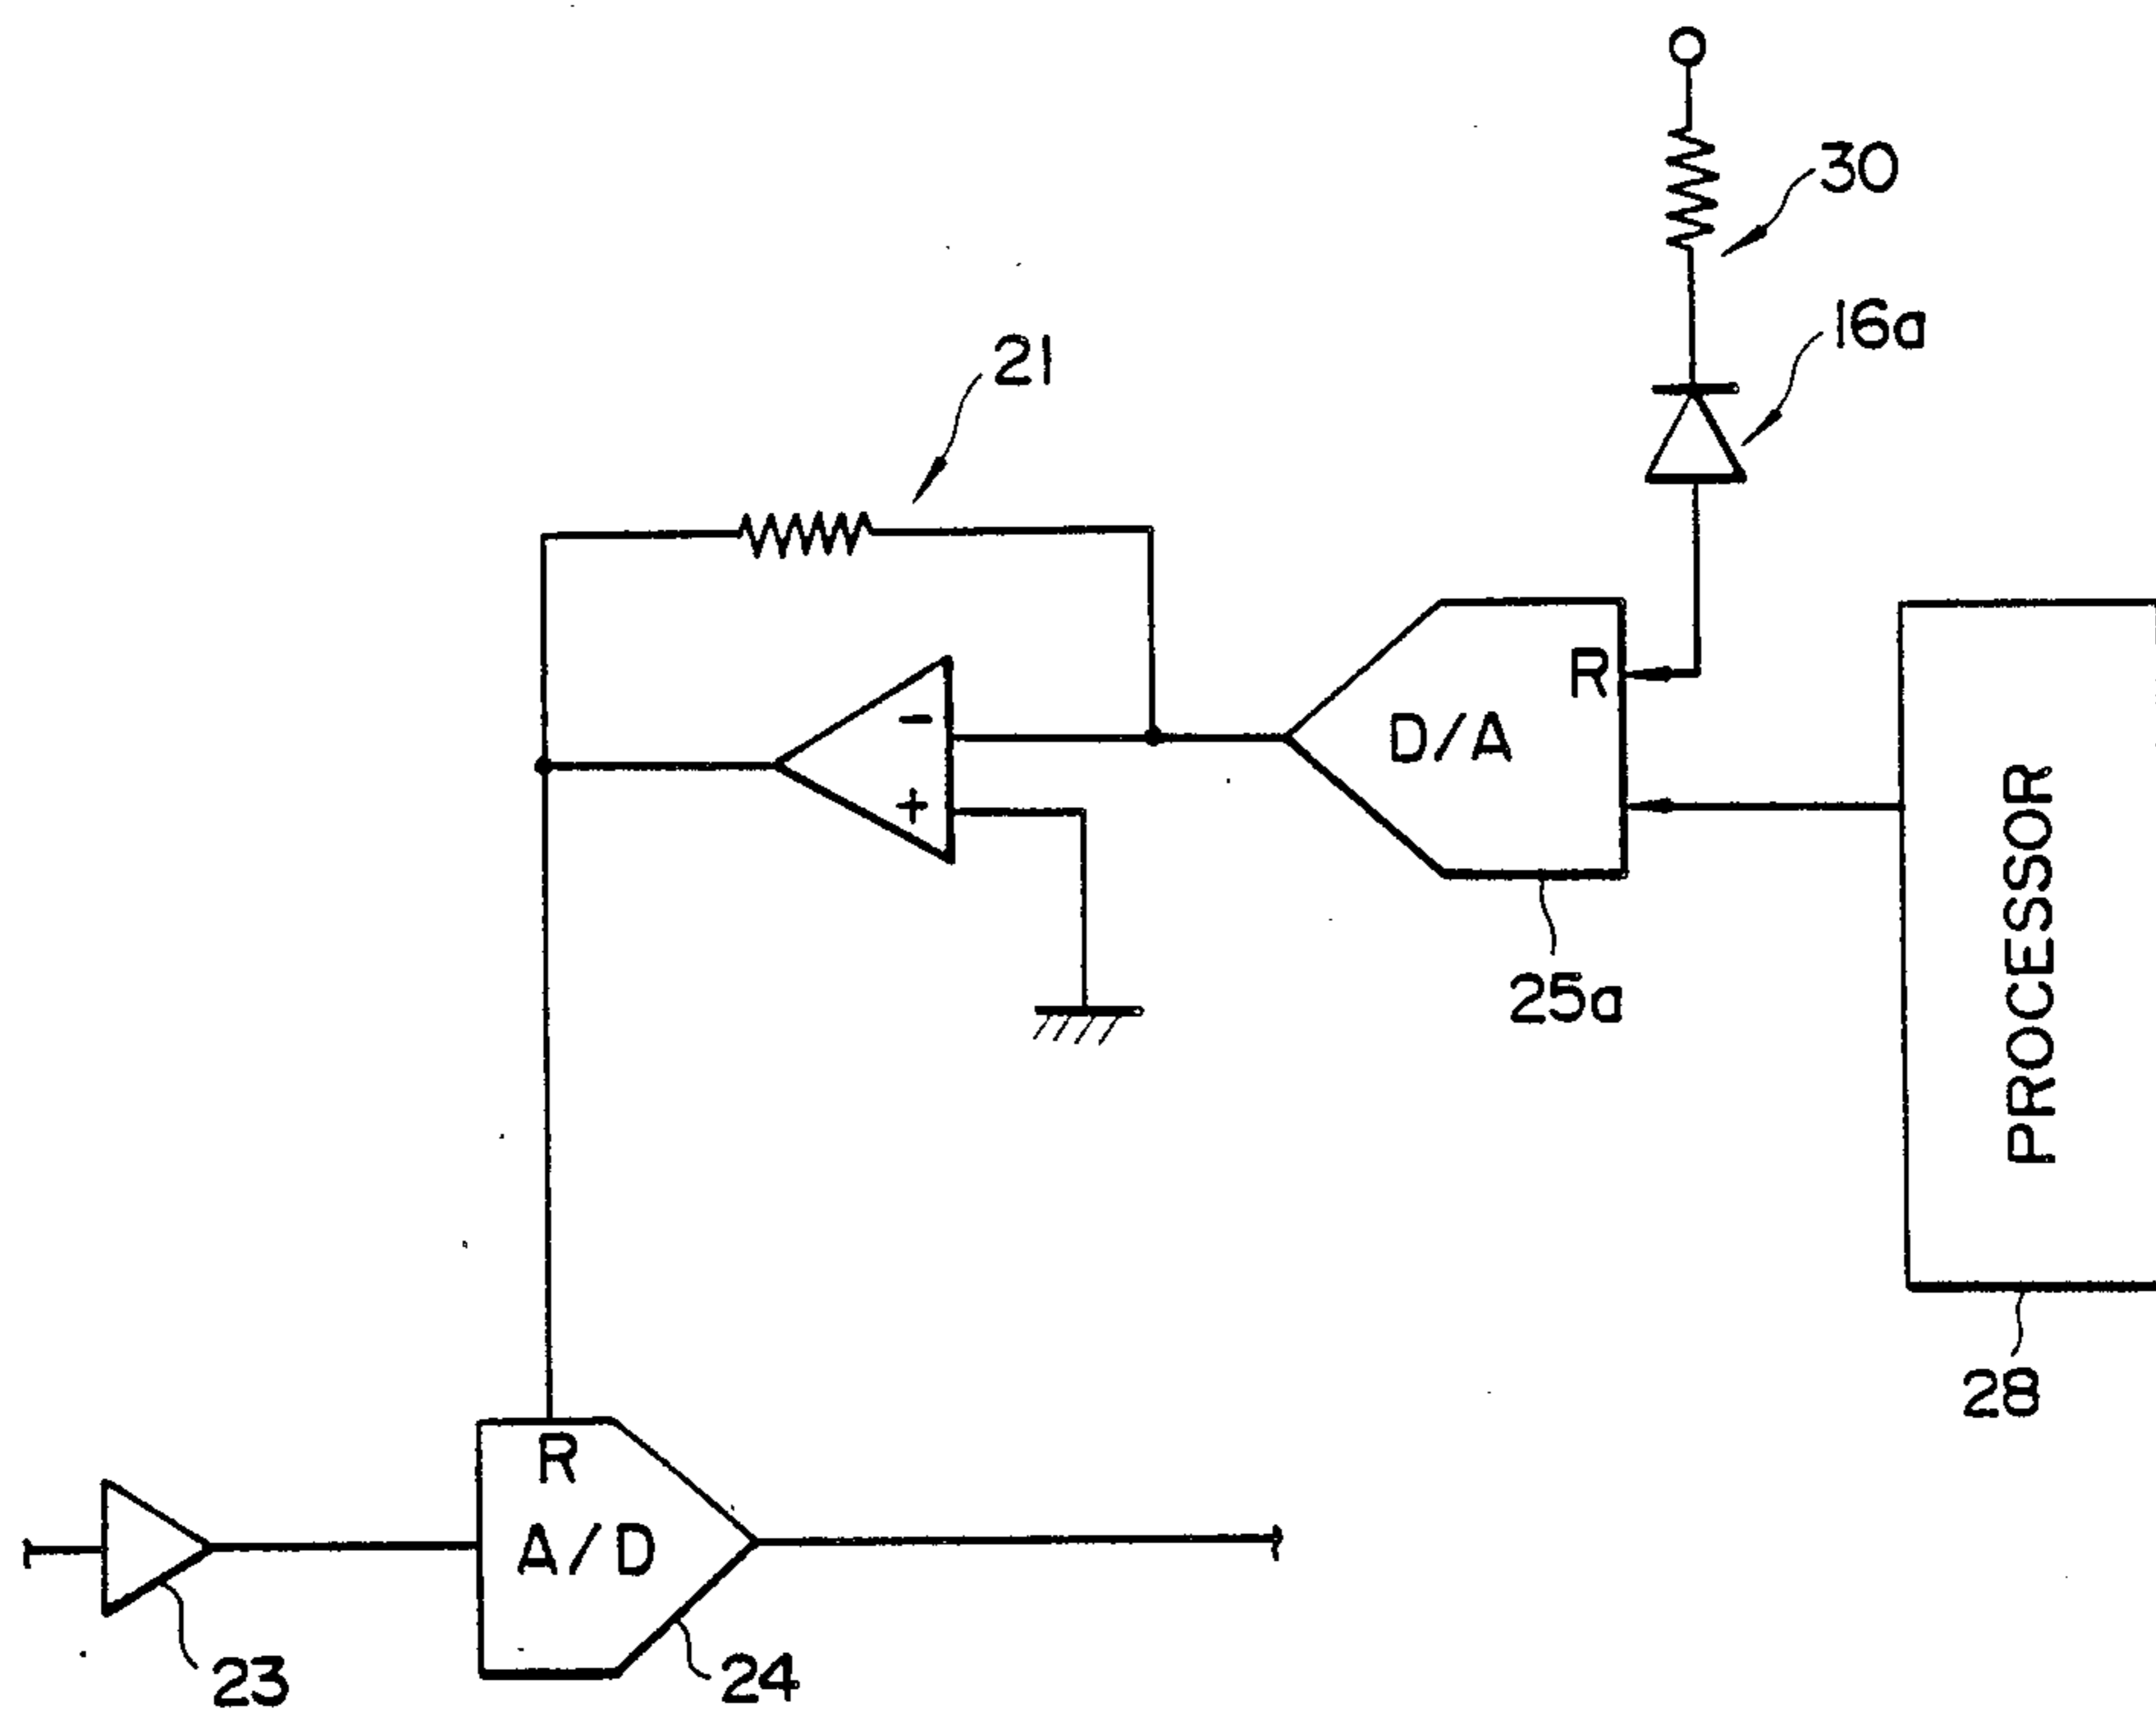 30
16a
21
R
D/A
-
+
25a
PROCESSOR
28
R
A/D
23
24